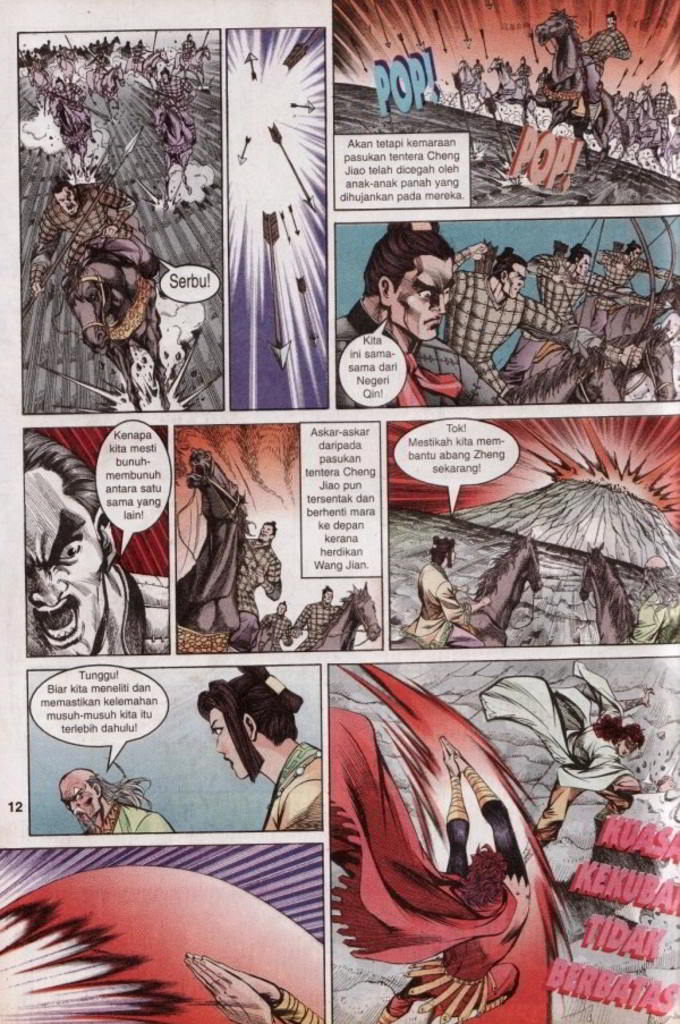 Serbu!
POP!
POP!
Akan tetapi kemaraan
pasukan tentera Cheng
Jiao telah dicegah oleh
anak-anak panah yang
dihujankan pada mereka.
Kita
ini sama-
sama dari
Negeri
Qin!
Kenapa
kita mesti
bunuh-
membunuh
antara satu
sama yang
lain!
Askar-askar
daripada
pasukan
tentera Cheng
Jiao pun
tersentak dan
berhenti mara
ke depan
kerana
herdikan
Wang Jian.
Tok!
Mestikah kita mem-
bantu abang Zheng
sekarang!
Tunggu!
Biar kita meneliti dan
memastikan kelemahan
musuh-musuh kita itu
terlebih dahulu!
KUASA
KEKUBAH
TIDAK
BERBATAS
12